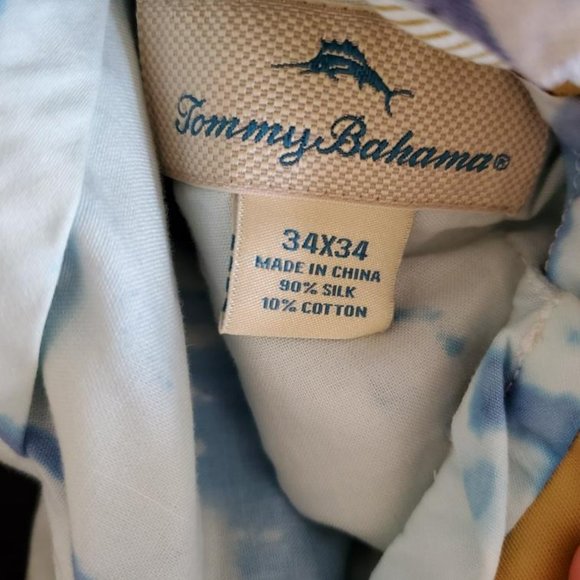 Tommy Bahama®
34X34
MADE IN CHINA
90% SILK
10% COTTON